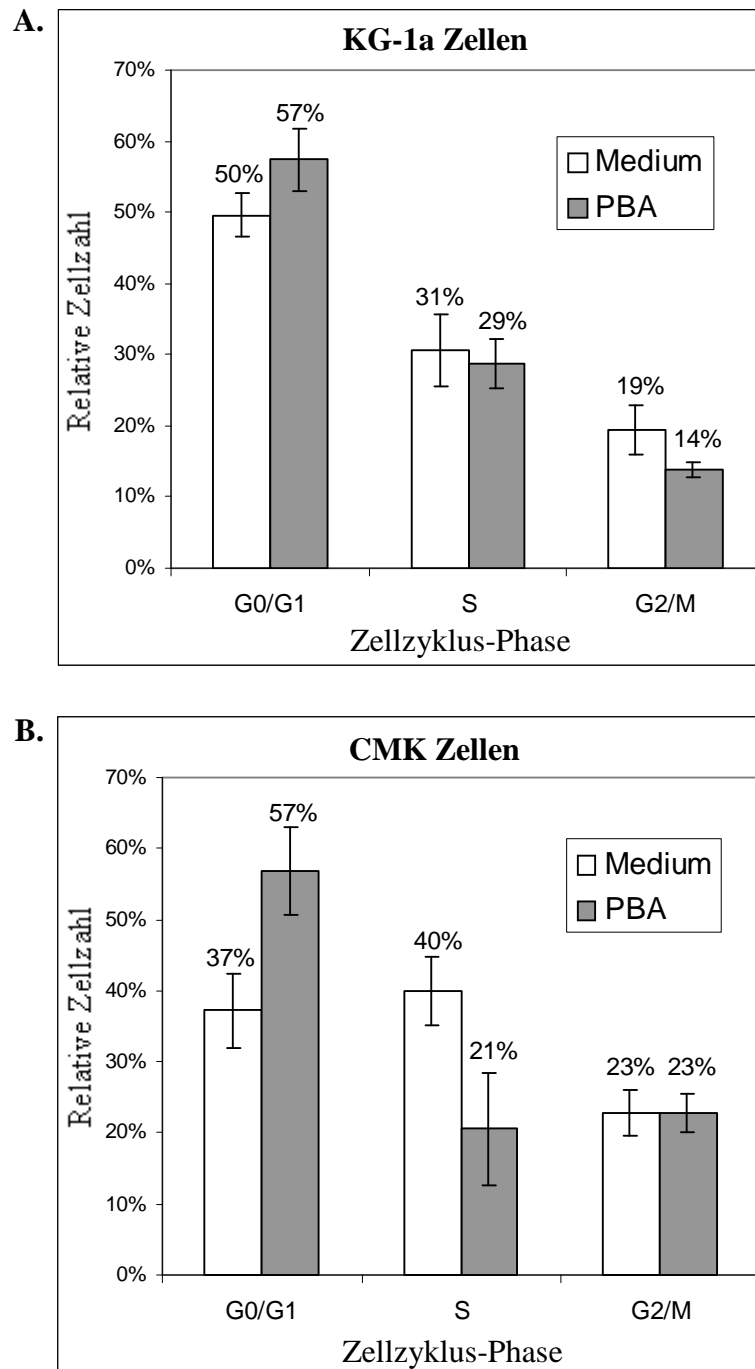 A.
KG-1a Zellen
70%
60%
50%
40%
30%
20%
10%
0%
Relative Zellzahl
50%
57%
31%
29%
19%
14%
Medium
PBA
G0/G1
S
G2/M
Zellzyklus-Phase
B.
CMK Zellen
70%
60%
50%
40%
30%
20%
10%
0%
Relative Zellzahl
37%
57%
40%
21%
23%
23%
Medium
PBA
G0/G1
S
G2/M
Zellzyklus-Phase